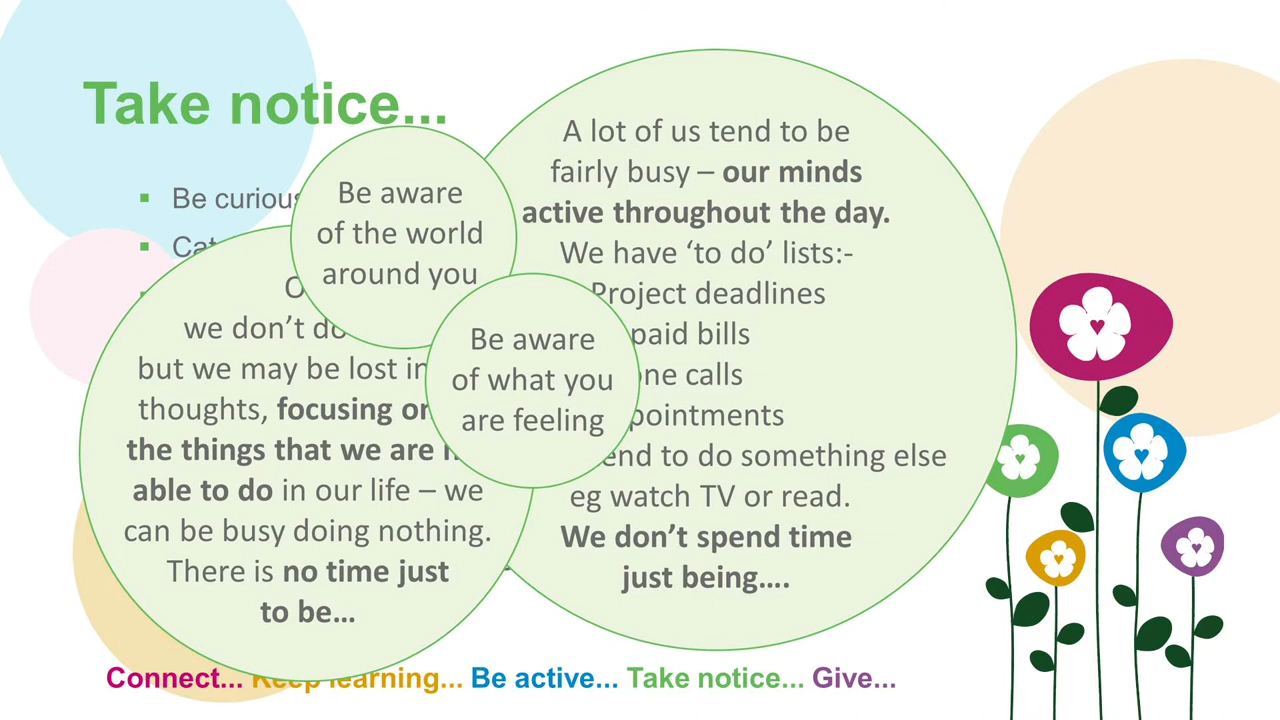 Take notice...
Be curious
Be aware
of the world
around you
we don’t do
but we may be lost in
thoughts, focusing on
the things that we are
able to do in our life – we
can be busy doing nothing.
There is no time just
to be…
Be aware
of what you
are feeling
A lot of us tend to be
fairly busy – our minds
active throughout the day.
We have ‘to do’ lists:-
Project deadlines
paid bills
calls
to do something else
eg watch TV or read.
We don’t spend time
just being….
Connect... Keep learning... Be active... Take notice... Give...